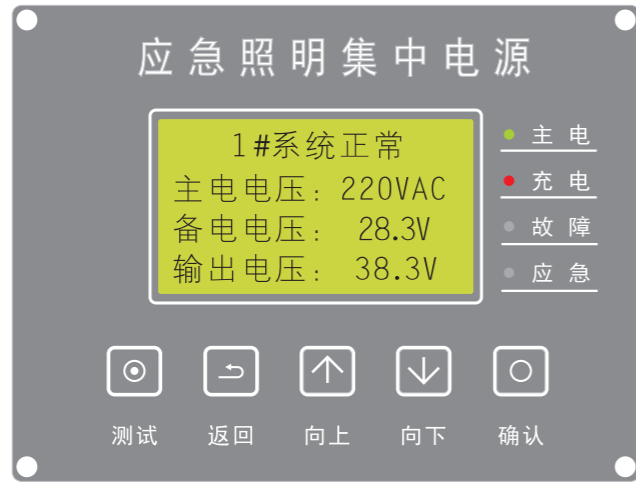 应急照明集中电源
1#系统正常
主电电压: 220VAC
备电电压: 28.3V
输出电压: 38.3V
主电
充电
故障
应急
测试 返回 向上 向下 确认